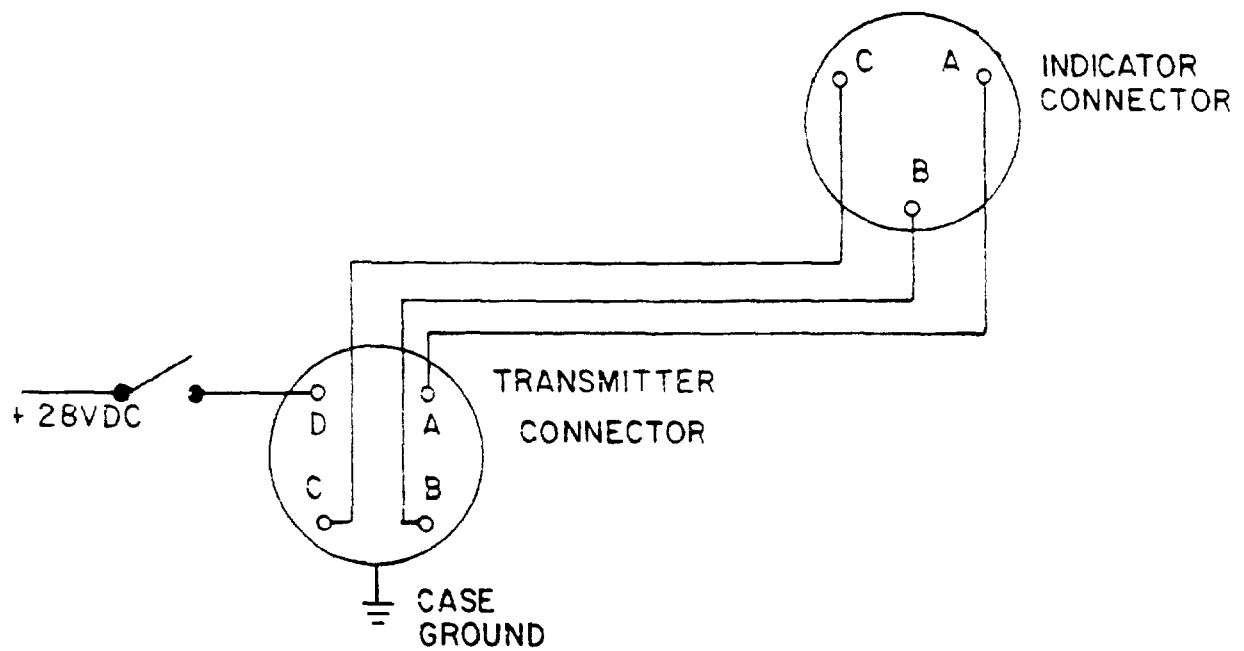 C
A
INDICATOR
CONNECTOR
B
+ 28VDC
D
A
TRANSMITTER
CONNECTOR
C
B
CASE
GROUND